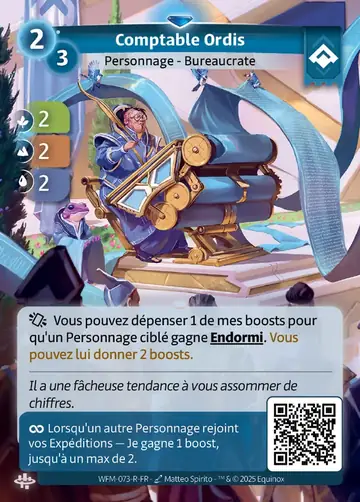 2
3
Comptable Ordis
Personnage - Bureaucrate
2
2
2
Vous pouvez dépenser 1 de mes boosts pour
qu'un Personnage ciblé gagne Endormi. Vous
pouvez lui donner 2 boosts.
Il a une fâcheuse tendance à vous assommer de
chiffres.
∞ Lorsqu'un autre Personnage rejoint
vos Expéditions — Je gagne 1 boost,
jusqu'à un max de 2.
WFM-073-R-FR - Matteo Spirito - ™ & © 2025 Equinox